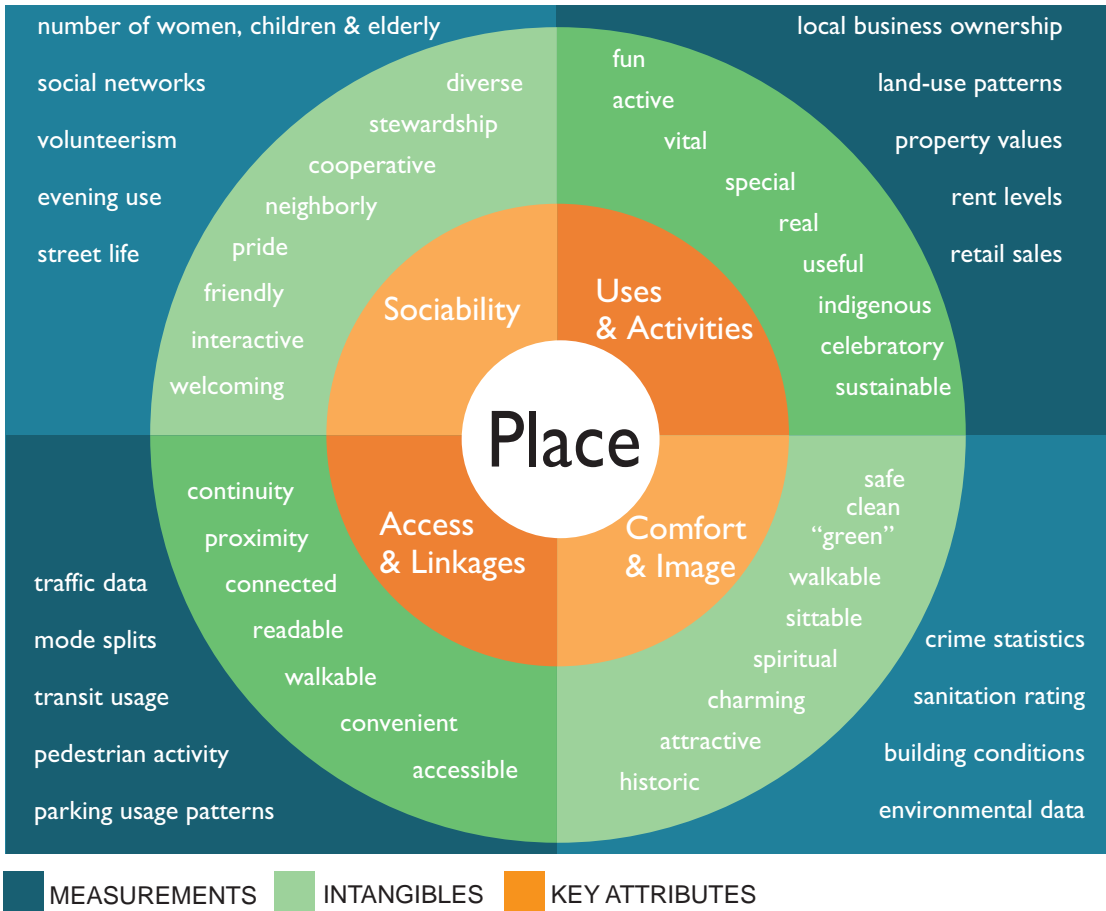 number of women, children & elderly
social networks
volunteerism
evening use
street life
diverse
stewardship
cooperative
neighborly
pride
friendly
interactive
welcoming
Sociability
fun
active
vital
special
real
useful
indigenous
celebratory
sustainable
Uses
& Activities
local business ownership
land-use patterns
property values
rent levels
retail sales
Place
Access
& Linkages
continuity
proximity
connected
readable
walkable
convenient
accessible
traffic data
mode splits
transit usage
pedestrian activity
parking usage patterns
Comfort
& Image
safe
clean
“green”
walkable
sittable
spiritual
charming
attractive
historic
crime statistics
sanitation rating
building conditions
environmental data
MEASUREMENTS
INTANGIBLES
KEY ATTRIBUTES